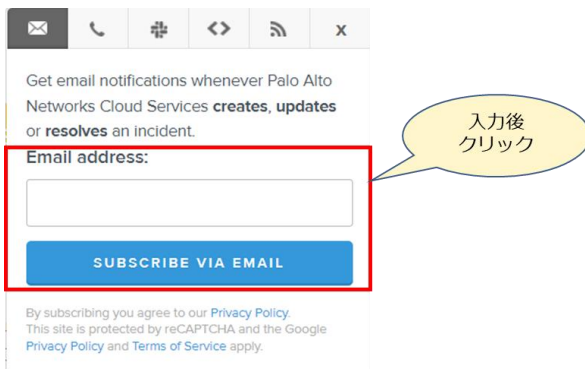 x
Get email notifications whenever Palo Alto
Networks Cloud Services creates, updates
or resolves an incident.
Email address:
SUBSCRIBE VIA EMAIL
By subscribing you agree to our Privacy Policy.
This site is protected by reCAPTCHA and the Google
Privacy Policy and Terms of Service apply.
入力後
クリック